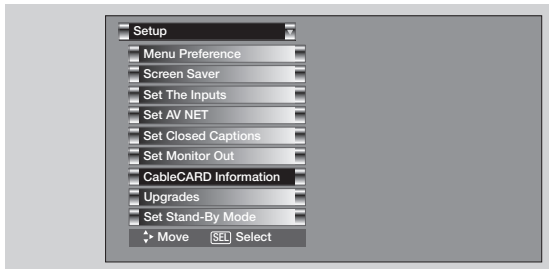 Setup
Menu Preference
Screen Saver
Set The Inputs
Set AV NET
Set Closed Captions
Set Monitor Out
CableCARD Information
Upgrades
Set Stand-By Mode
Move SEL Select